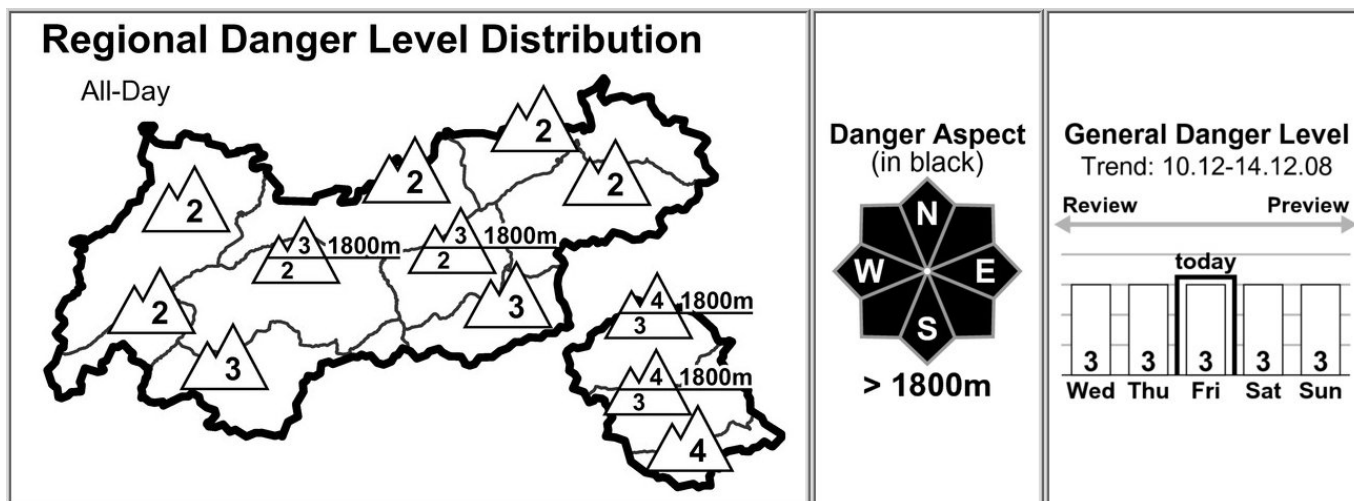 Regional Danger Level Distribution
All-Day
2
2
2
2
3 1800m
2
3 1800m
2
2
3
3
4 1800m
3
4 1800m
3
4
Danger Aspect
(in black)
N
W E
S
> 1800m
General Danger Level
Trend: 10.12-14.12.08
Review Preview
today
3 3 3 3 3
Wed Thu Fri Sat Sun